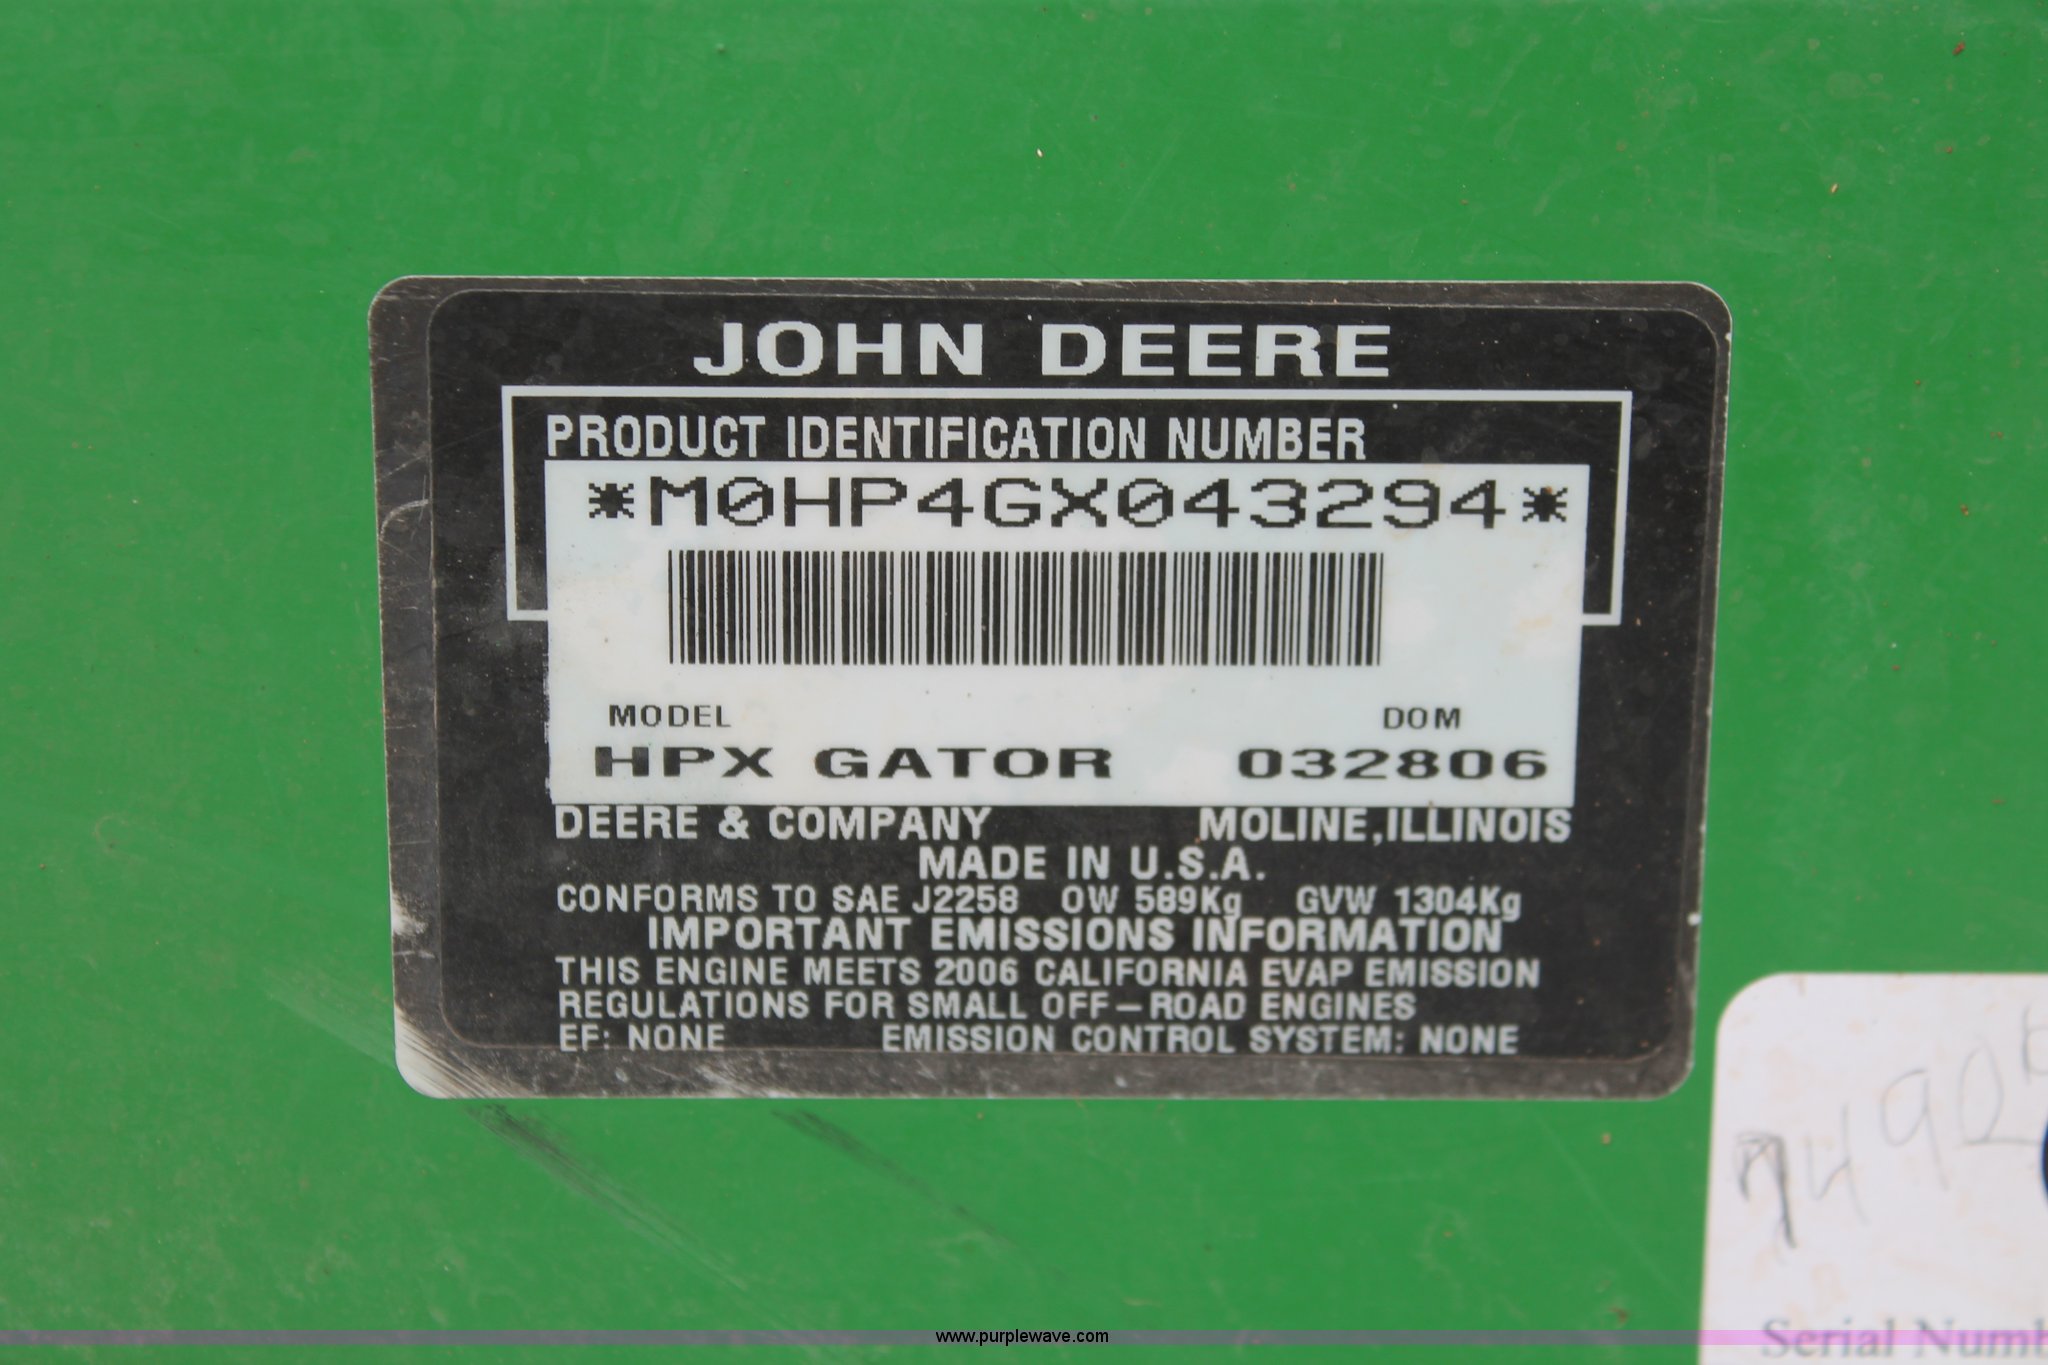 JOHN DEERE
PRODUCT IDENTIFICATION NUMBER
*M0HP4GX043294*
MODEL DOM
HPX GATOR 032806
DEERE & COMPANY MOLINE,ILLINOIS
MADE IN U.S.A.
CONFORMS TO SAE J2258 OW 589Kg GVW 1304Kg
IMPORTANT EMISSIONS INFORMATION
THIS ENGINE MEETS 2006 CALIFORNIA EVAP EMISSION
REGULATIONS FOR SMALL OFF-ROAD ENGINES
EF: NONE EMISSION CONTROL SYSTEM: NONE
Serial Numb
www.purplewave.com